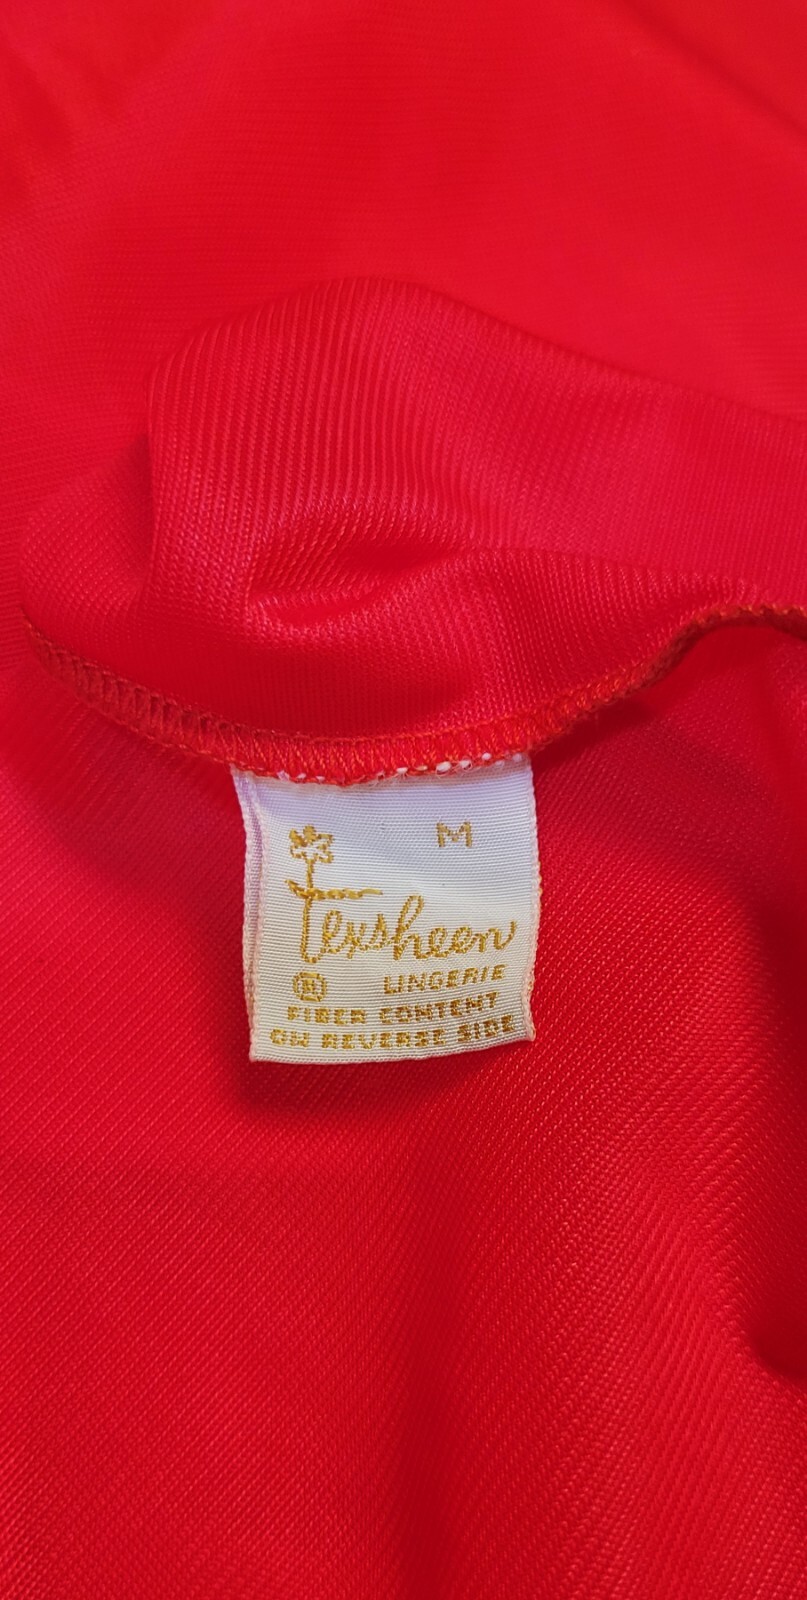 M
Texsheen
LINGERIE
FIBER CONTENT
ON REVERSE SIDE